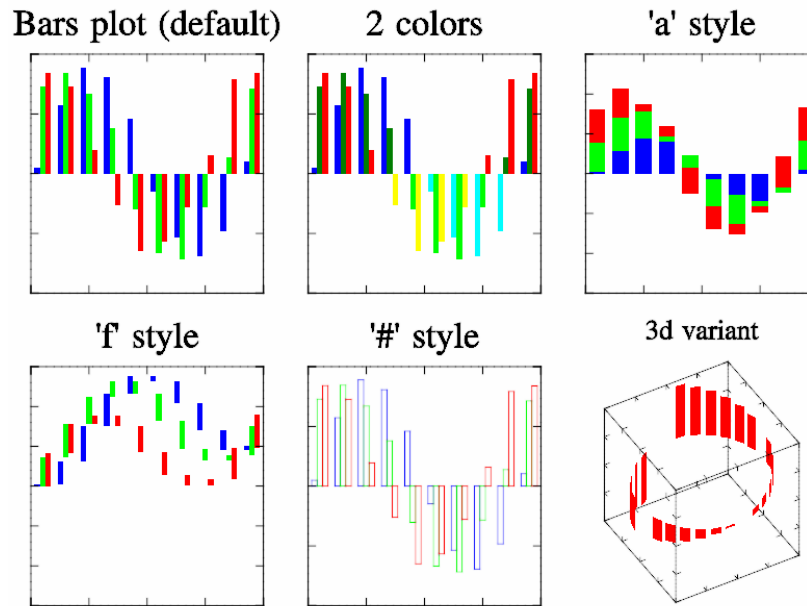 Bars plot (default)
2 colors
'a' style
'f' style
'#' style
3d variant